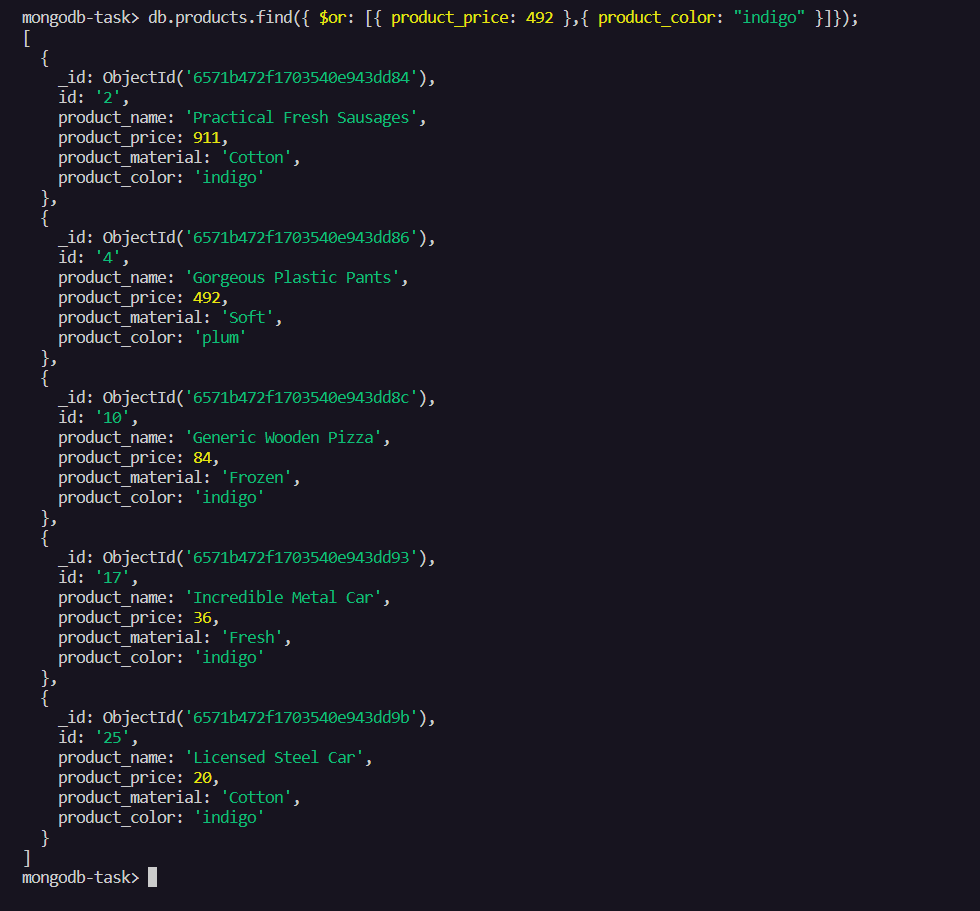 mongodb-task> db.products.find({ $or: [{ product_price: 492 },{ product_color: "indigo" }]});
[
  {
    _id: ObjectId('6571b472f1703540e943dd84'),
    id: '2',
    product_name: 'Practical Fresh Sausages',
    product_price: 911,
    product_material: 'Cotton',
    product_color: 'indigo'
  },
  {
    _id: ObjectId('6571b472f1703540e943dd86'),
    id: '4',
    product_name: 'Gorgeous Plastic Pants',
    product_price: 492,
    product_material: 'Soft',
    product_color: 'plum'
  },
  {
    _id: ObjectId('6571b472f1703540e943dd8c'),
    id: '10',
    product_name: 'Generic Wooden Pizza',
    product_price: 84,
    product_material: 'Frozen',
    product_color: 'indigo'
  },
  {
    _id: ObjectId('6571b472f1703540e943dd93'),
    id: '17',
    product_name: 'Incredible Metal Car',
    product_price: 36,
    product_material: 'Fresh',
    product_color: 'indigo'
  },
  {
    _id: ObjectId('6571b472f1703540e943dd9b'),
    id: '25',
    product_name: 'Licensed Steel Car',
    product_price: 20,
    product_material: 'Cotton',
    product_color: 'indigo'
  }
]
mongodb-task>